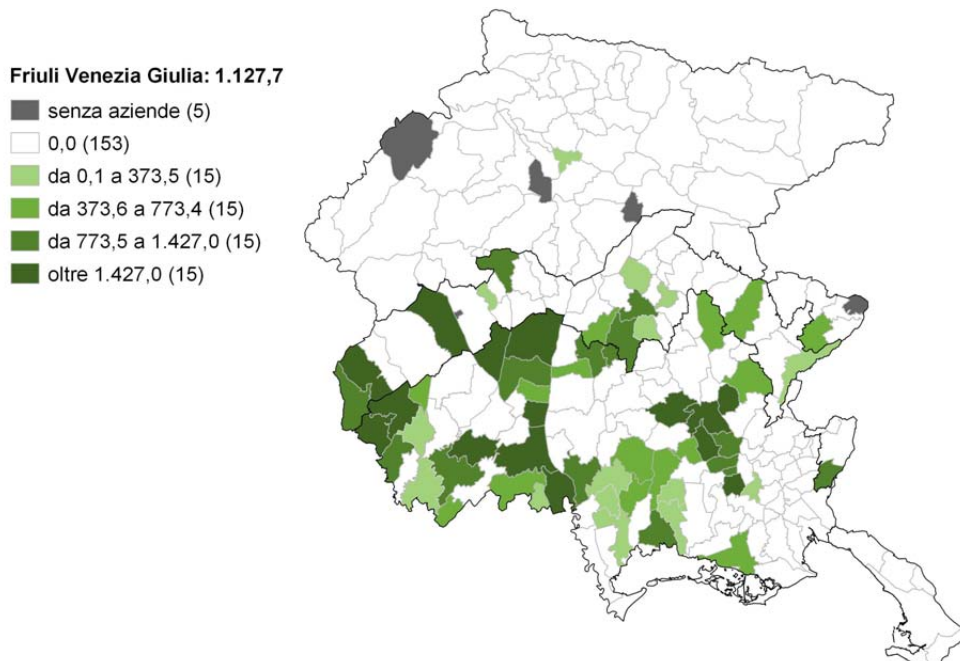 Friuli Venezia Giulia: 1.127,7
senza aziende (5)
0,0 (153)
da 0,1 a 373,5 (15)
da 373,6 a 773,4 (15)
da 773,5 a 1.427,0 (15)
oltre 1.427,0 (15)